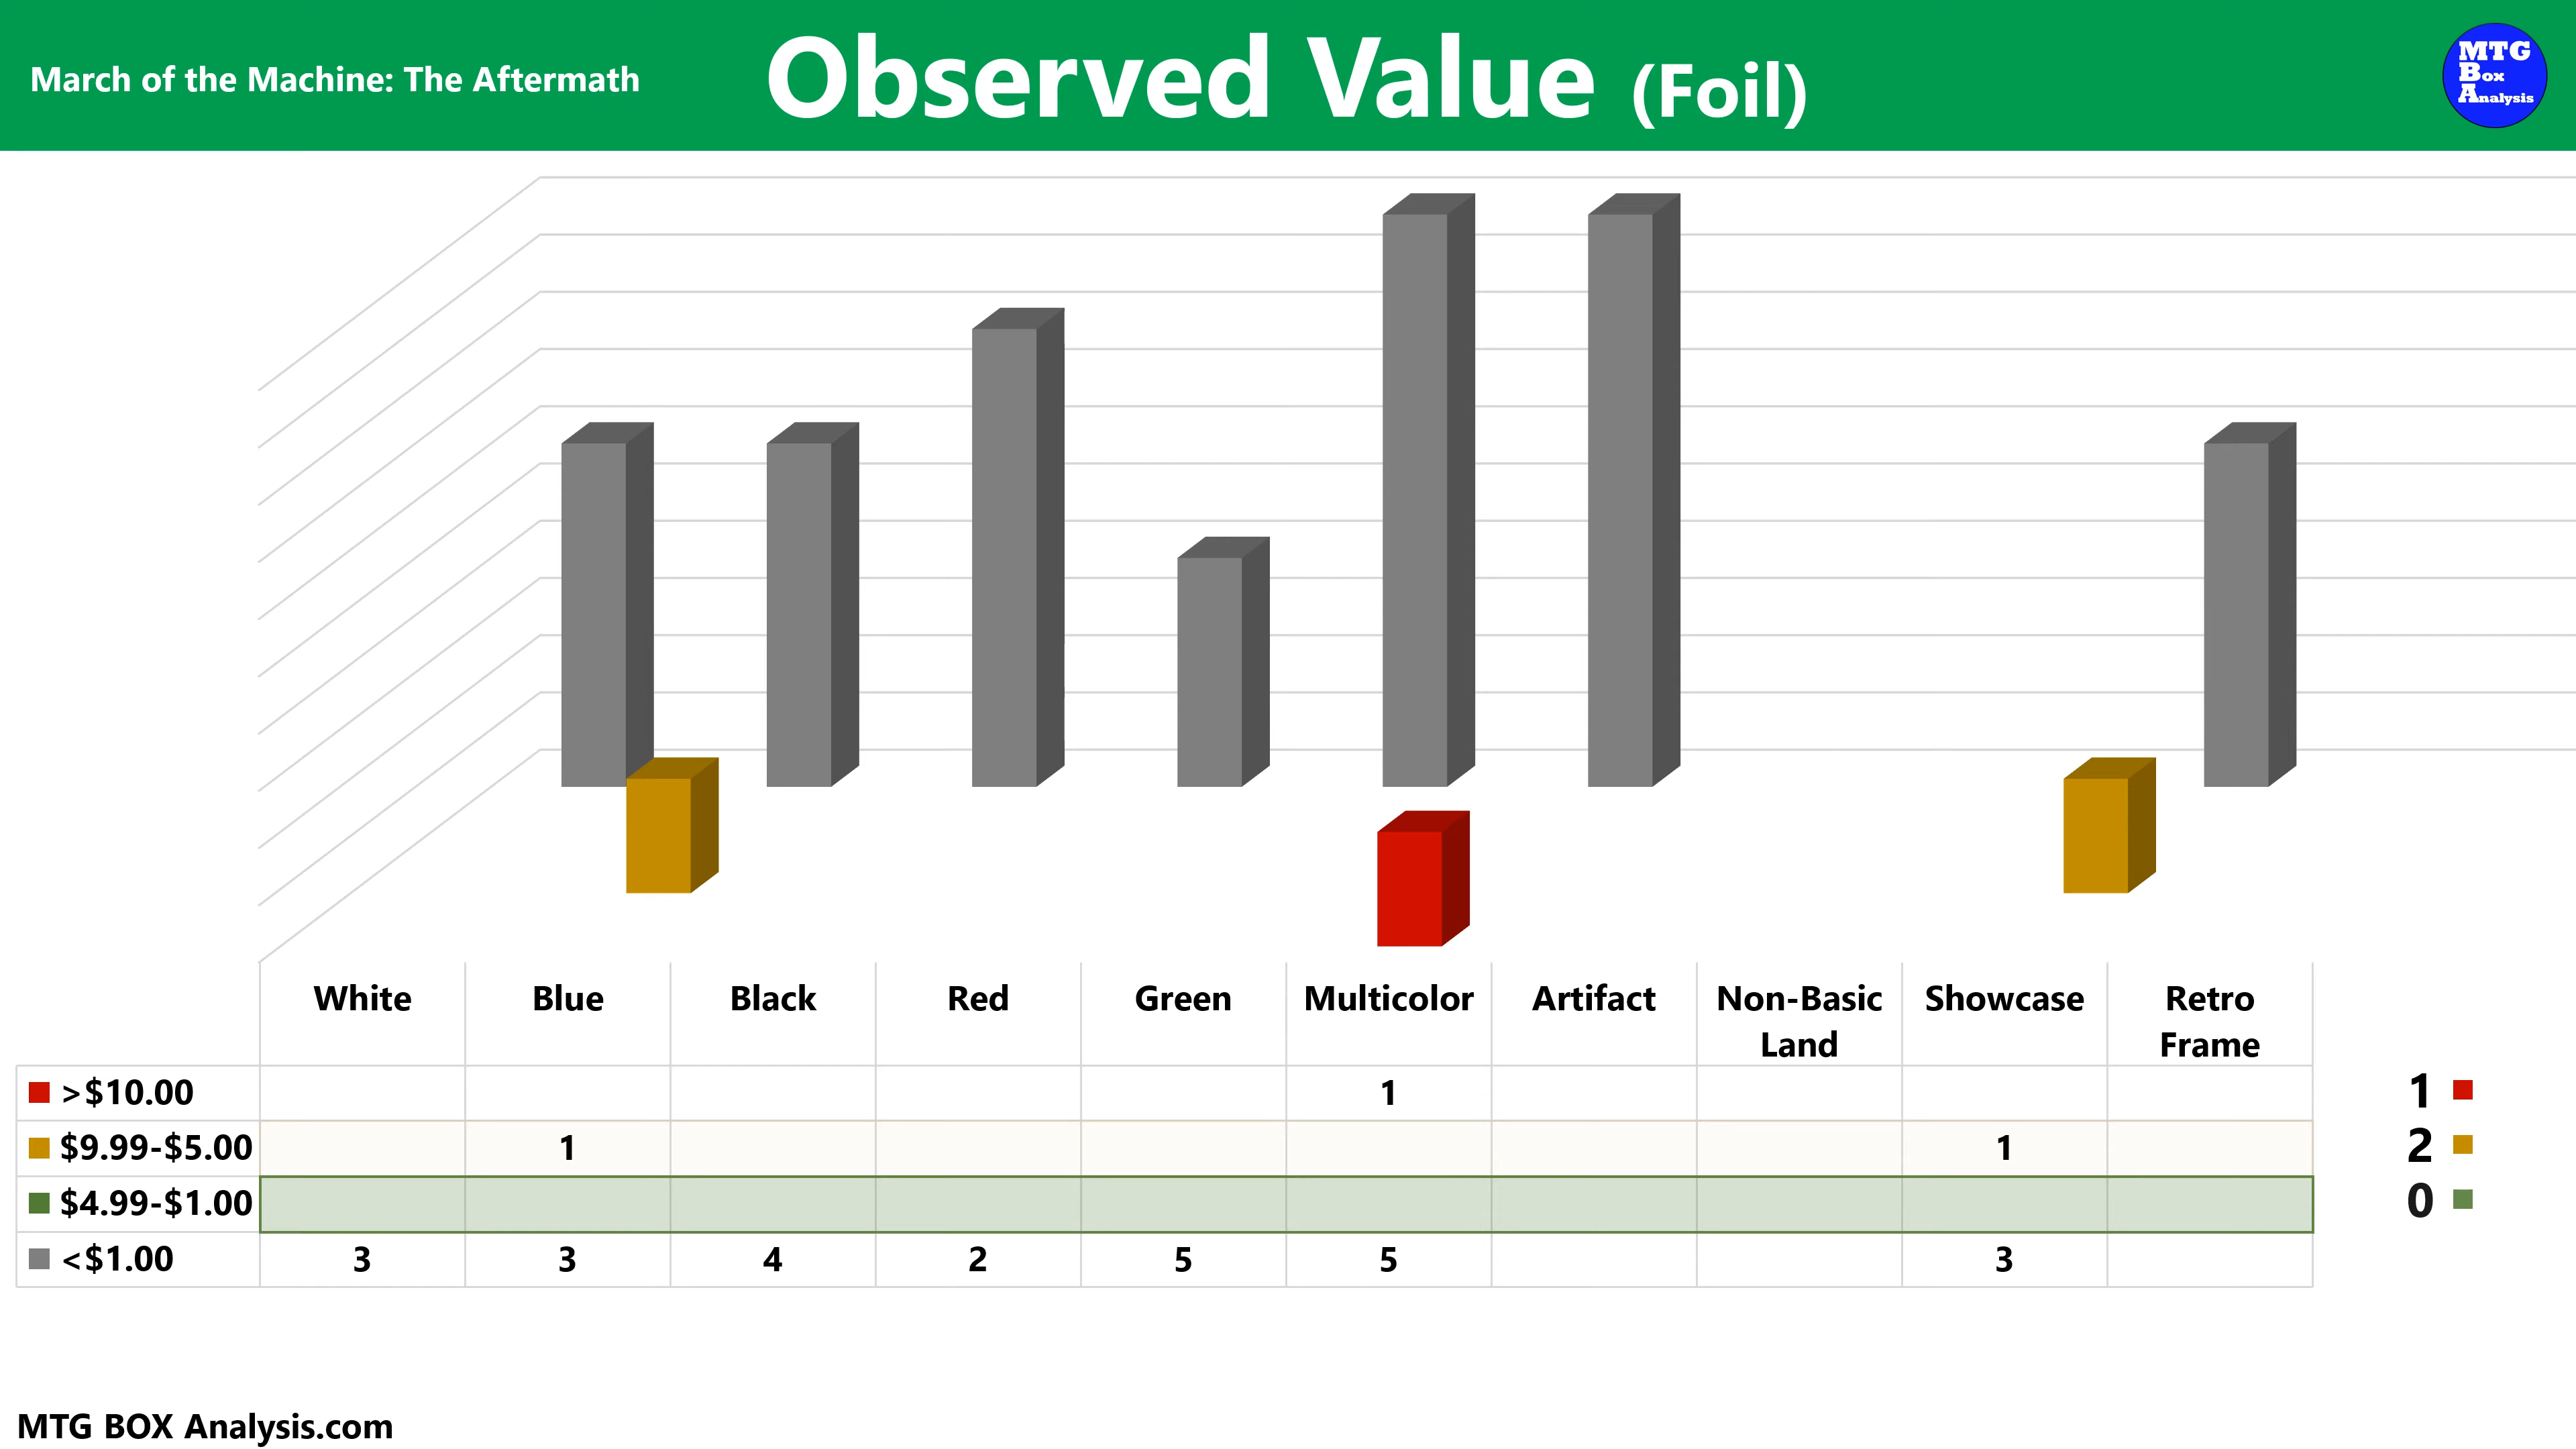 March of the Machine: The Aftermath
Observed Value (Foil)
MTG
Box
Analysis
White Blue Black Red Green Multicolor Artifact Non-Basic Land Showcase Retro Frame
>$10.00 1 1
$9.99-$5.00 1 1 2
$4.99-$1.00 0
<$1.00 3 3 4 2 5 5 3
MTG BOX Analysis.com